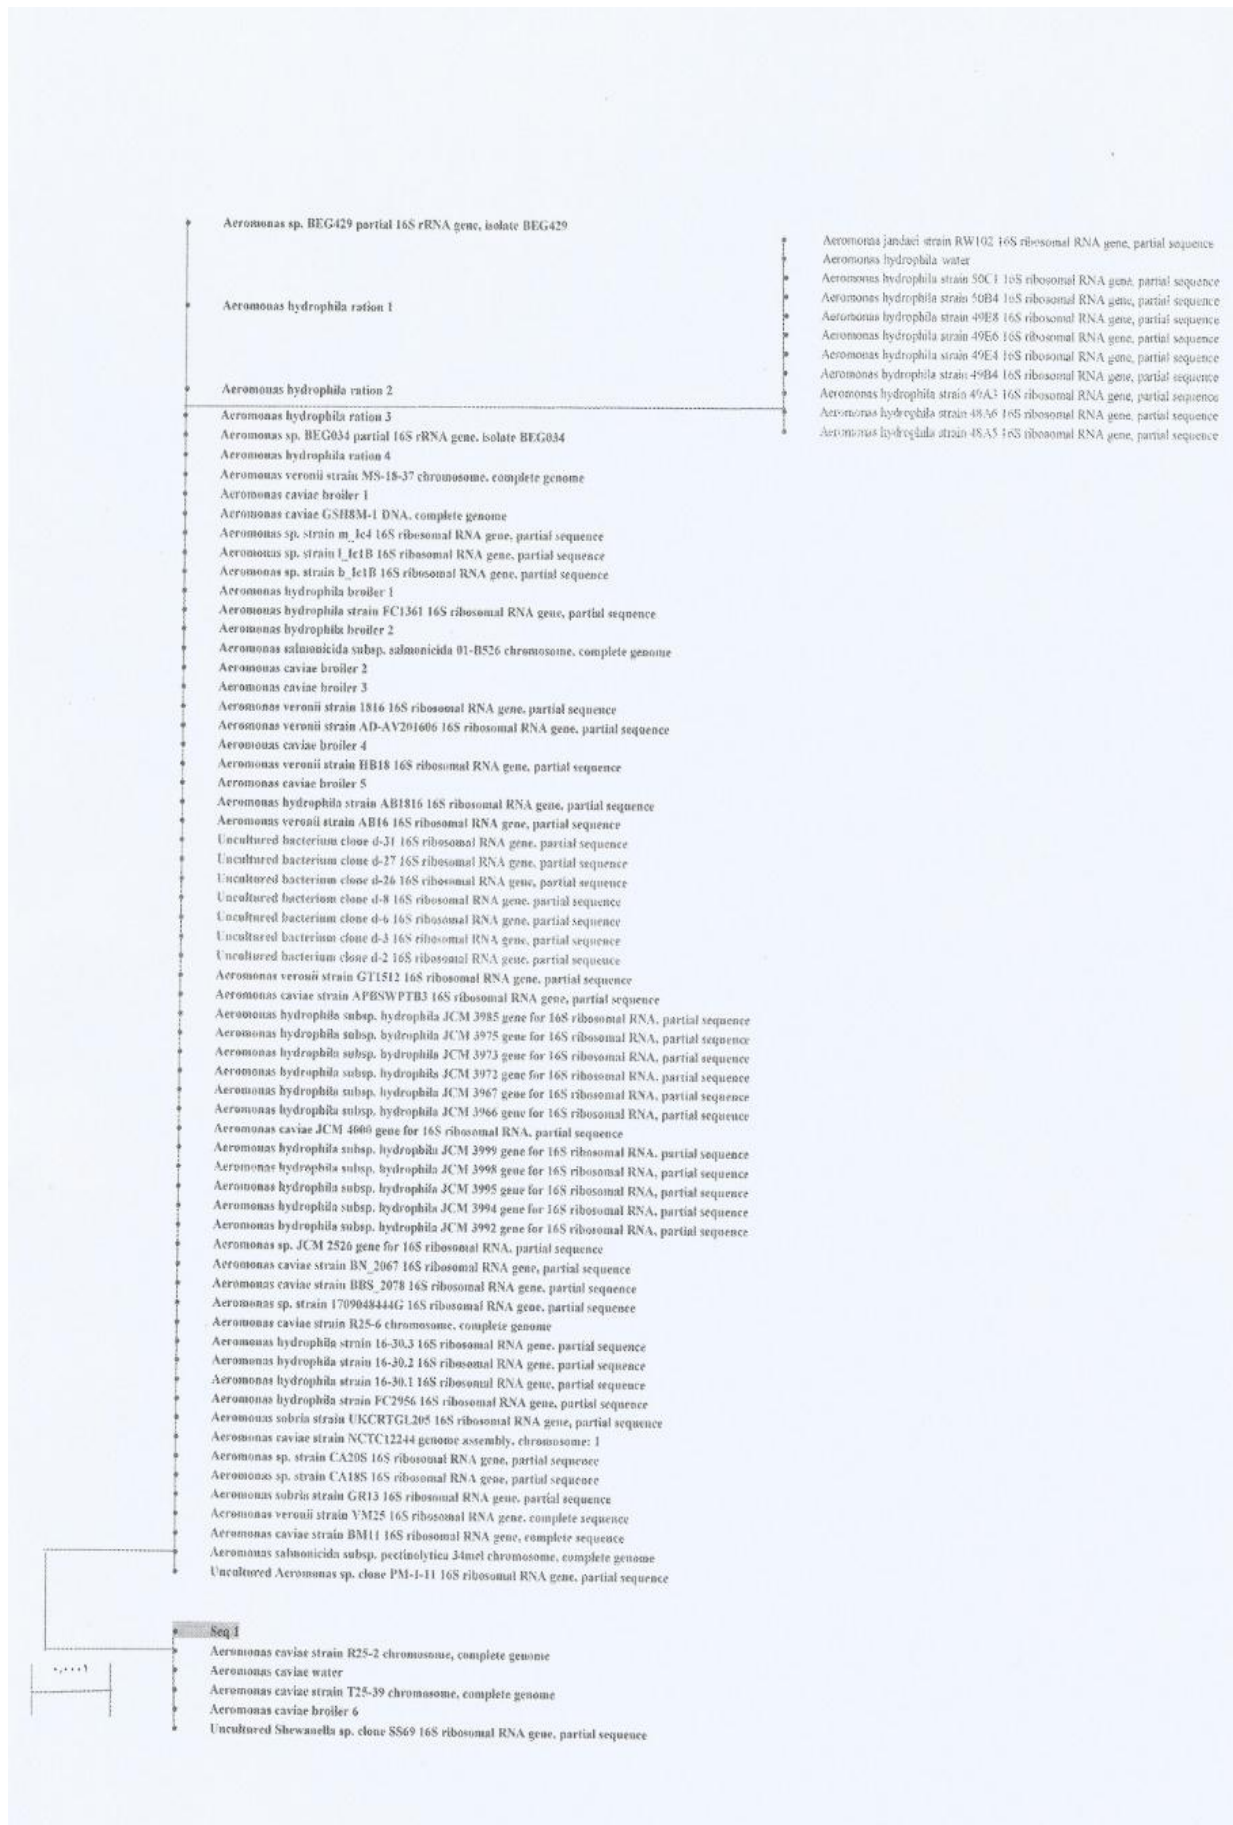 Aeromonas sp. BEG429 partial 16S rRNA gene, isolate BEG429
Aeromonas hydrophila ration 1
Aeromonas hydrophila ration 2
Aeromonas jandaei strain RW102 16S ribosomal RNA gene, partial sequence
Aeromonas hydrophila water
Aeromonas hydrophila strain 50C1 16S ribosomal RNA gene, partial sequence
Aeromonas hydrophila strain 50B4 16S ribosomal RNA gene, partial sequence
Aeromonas hydrophila strain 49E8 16S ribosomal RNA gene, partial sequence
Aeromonas hydrophila strain 49E6 16S ribosomal RNA gene, partial sequence
Aeromonas hydrophila strain 49E4 16S ribosomal RNA gene, partial sequence
Aeromonas hydrophila strain 49B4 16S ribosomal RNA gene, partial sequence
Aeromonas hydrophila strain 49A3 16S ribosomal RNA gene, partial sequence
Aeromonas hydrophila strain 48A6 16S ribosomal RNA gene, partial sequence
Aeromonas hydrophila strain 48A5 16S ribosomal RNA gene, partial sequence
Aeromonas hydrophila ration 3
Aeromonas sp. BEG034 partial 16S rRNA gene, isolate BEG034
Aeromonas hydrophila ration 4
Aeromonas veronii strain MS-18-37 chromosome, complete genome
Aeromonas caviae broiler 1
Aeromonas caviae GSH8M-1 DNA, complete genome
Aeromonas sp. strain m_Ic4 16S ribosomal RNA gene, partial sequence
Aeromonas sp. strain I_Ic1B 16S ribosomal RNA gene, partial sequence
Aeromonas sp. strain b_Ic1B 16S ribosomal RNA gene, partial sequence
Aeromonas hydrophila broiler 1
Aeromonas hydrophila strain FC1361 16S ribosomal RNA gene, partial sequence
Aeromonas hydrophila broiler 2
Aeromonas salmonicida subsp. salmonicida 01-B526 chromosome, complete genome
Aeromonas caviae broiler 2
Aeromonas caviae broiler 3
Aeromonas veronii strain 1816 16S ribosomal RNA gene, partial sequence
Aeromonas veronii strain AD-AV201606 16S ribosomal RNA gene, partial sequence
Aeromonas caviae broiler 4
Aeromonas veronii strain HB18 16S ribosomal RNA gene, partial sequence
Aeromonas caviae broiler 5
Aeromonas hydrophila strain AB1816 16S ribosomal RNA gene, partial sequence
Aeromonas veronii strain AB16 16S ribosomal RNA gene, partial sequence
Uncultured bacterium clone d-31 16S ribosomal RNA gene, partial sequence
Uncultured bacterium clone d-27 16S ribosomal RNA gene, partial sequence
Uncultured bacterium clone d-26 16S ribosomal RNA gene, partial sequence
Uncultured bacterium clone d-8 16S ribosomal RNA gene, partial sequence
Uncultured bacterium clone d-6 16S ribosomal RNA gene, partial sequence
Uncultured bacterium clone d-3 16S ribosomal RNA gene, partial sequence
Uncultured bacterium clone d-2 16S ribosomal RNA gene, partial sequence
Aeromonas veronii strain GT1512 16S ribosomal RNA gene, partial sequence
Aeromonas caviae strain APBSWPTB3 16S ribosomal RNA gene, partial sequence
Aeromonas hydrophila subsp. hydrophila JCM 3985 gene for 16S ribosomal RNA, partial sequence
Aeromonas hydrophila subsp. hydrophila JCM 3975 gene for 16S ribosomal RNA, partial sequence
Aeromonas hydrophila subsp. hydrophila JCM 3973 gene for 16S ribosomal RNA, partial sequence
Aeromonas hydrophila subsp. hydrophila JCM 3972 gene for 16S ribosomal RNA, partial sequence
Aeromonas hydrophila subsp. hydrophila JCM 3967 gene for 16S ribosomal RNA, partial sequence
Aeromonas hydrophila subsp. hydrophila JCM 3966 gene for 16S ribosomal RNA, partial sequence
Aeromonas caviae JCM 4000 gene for 16S ribosomal RNA, partial sequence
Aeromonas hydrophila subsp. hydrophila JCM 3999 gene for 16S ribosomal RNA, partial sequence
Aeromonas hydrophila subsp. hydrophila JCM 3998 gene for 16S ribosomal RNA, partial sequence
Aeromonas hydrophila subsp. hydrophila JCM 3995 gene for 16S ribosomal RNA, partial sequence
Aeromonas hydrophila subsp. hydrophila JCM 3994 gene for 16S ribosomal RNA, partial sequence
Aeromonas hydrophila subsp. hydrophila JCM 3992 gene for 16S ribosomal RNA, partial sequence
Aeromonas sp. JCM 2526 gene for 16S ribosomal RNA, partial sequence
Aeromonas caviae strain BN_2067 16S ribosomal RNA gene, partial sequence
Aeromonas caviae strain BBS_2078 16S ribosomal RNA gene, partial sequence
Aeromonas sp. strain 1709048444G 16S ribosomal RNA gene, partial sequence
Aeromonas caviae strain R25-6 chromosome, complete genome
Aeromonas hydrophila strain 16-30.3 16S ribosomal RNA gene, partial sequence
Aeromonas hydrophila strain 16-30.2 16S ribosomal RNA gene, partial sequence
Aeromonas hydrophila strain 16-30.1 16S ribosomal RNA gene, partial sequence
Aeromonas hydrophila strain FC2956 16S ribosomal RNA gene, partial sequence
Aeromonas sobria strain UKCRTGL205 16S ribosomal RNA gene, partial sequence
Aeromonas caviae strain NCTC12244 genome assembly, chromosome: 1
Aeromonas sp. strain CA20S 16S ribosomal RNA gene, partial sequence
Aeromonas sp. strain CA18S 16S ribosomal RNA gene, partial sequence
Aeromonas sobria strain GR13 16S ribosomal RNA gene, partial sequence
Aeromonas veronii strain VM25 16S ribosomal RNA gene, complete sequence
Aeromonas caviae strain BM11 16S ribosomal RNA gene, complete sequence
Aeromonas salmonicida subsp. pectinolytica 34mel chromosome, complete genome
Uncultured Aeromonas sp. clone PM-I-11 16S ribosomal RNA gene, partial sequence
Seq 1
Aeromonas caviae strain R25-2 chromosome, complete genome
Aeromonas caviae water
Aeromonas caviae strain T25-39 chromosome, complete genome
Aeromonas caviae broiler 6
Uncultured Shewanella sp. clone SS69 16S ribosomal RNA gene, partial sequence
٠,٠٠٠٦